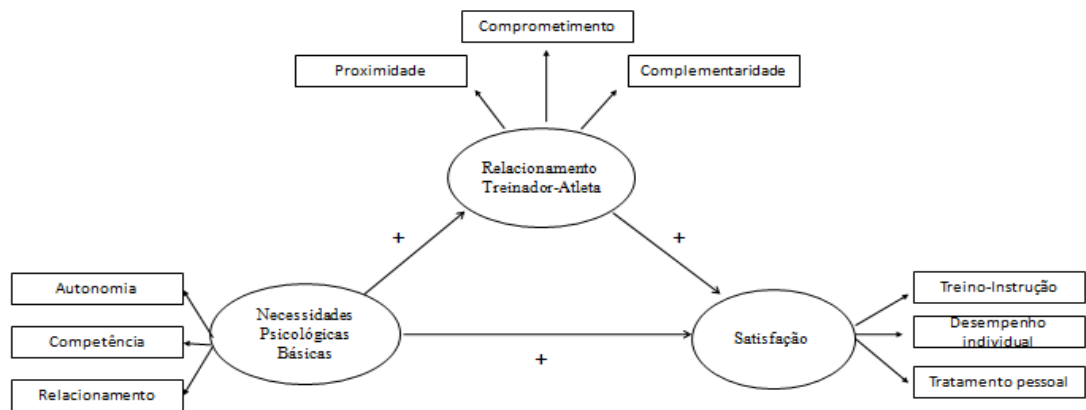 Comprometimento
Proximidade
Complementaridade
Relacionamento
Treinador-Atleta
+
+
Autonomia
Competência
Relacionamento
Necessidades
Psicológicas
Básicas
+
Satisfação
Treino-Instrução
Desempenho
individual
Tratamento pessoal